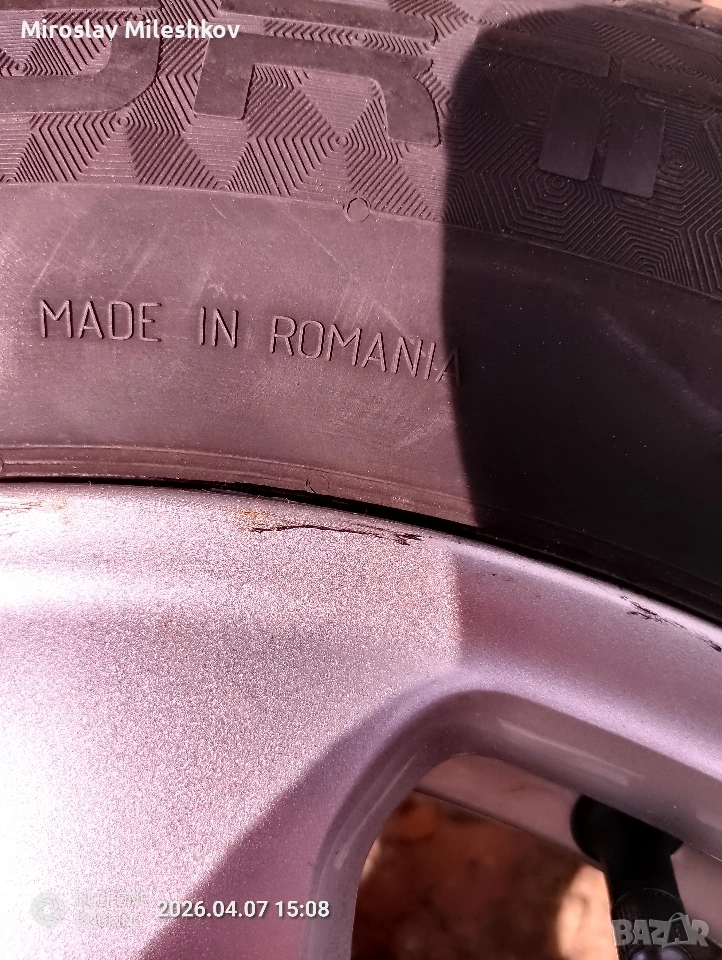 Miroslav Mileshkov
MADE IN ROMANIA
2026.04.07 15:08
BAZAR